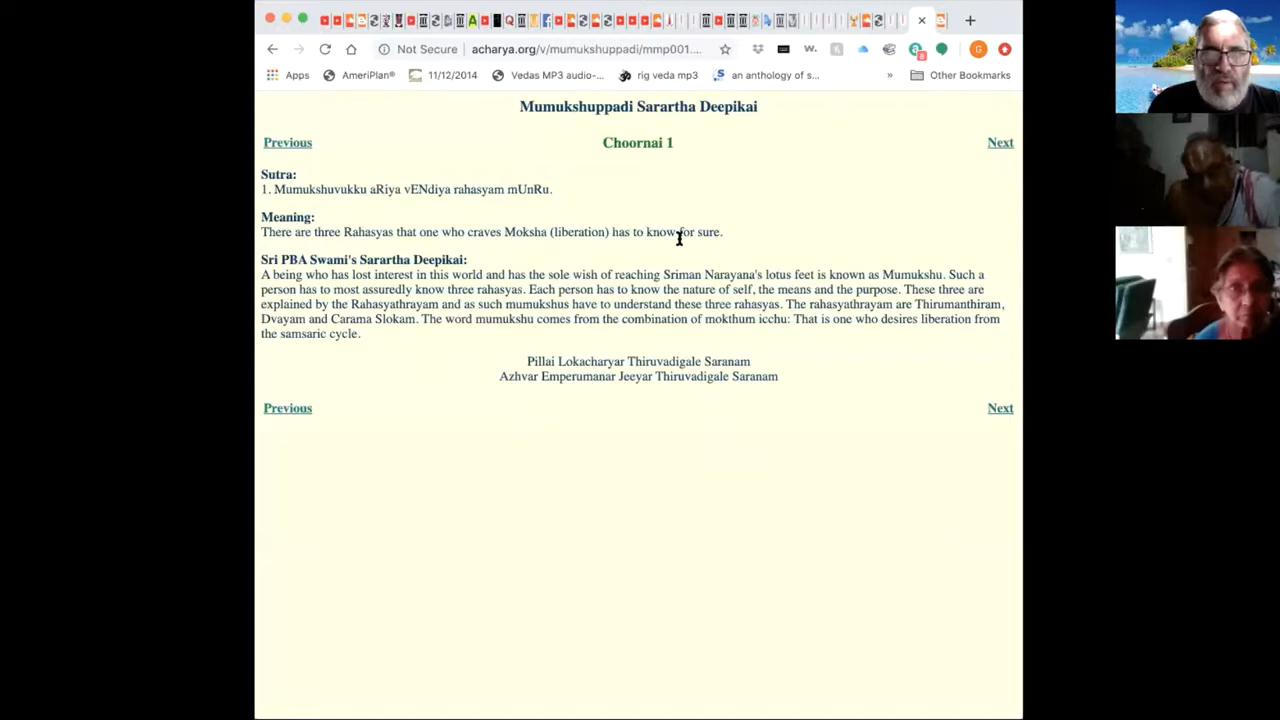 Not Secure
acharya.org/v/mumukshuppadi/mmp001....
Apps
AmeriPlan®
11/12/2014
Vedas MP3 audio-...
rig veda mp3
an anthology of s...
»
Other Bookmarks
Mumukshuppadi Sarartha Deepikai
Previous
Choornai 1
Next
Sutra:
1. Mumukshuvukku aRiya vENdiya rahasyam mUnRu.
Meaning:
There are three Rahasyas that one who craves Moksha (liberation) has to know for sure.
Sri PBA Swami's Sarartha Deepikai:
A being who has lost interest in this world and has the sole wish of reaching Sriman Narayana's lotus feet is known as Mumukshu. Such a
person has to most assuredly know three rahasyas. Each person has to know the nature of self, the means and the purpose. These three are
explained by the Rahasyathrayam and as such mumukshus have to understand these three rahasyas. The rahasyathrayam are Thirumanthiram,
Dvayam and Carama Slokam. The word mumukshu comes from the combination of mokthum icchu: That is one who desires liberation from
the samsaric cycle.
Pillai Lokacharyar Thiruvadigale Saranam
Azhvar Emperumanar Jeeyar Thiruvadigale Saranam
Previous
Next